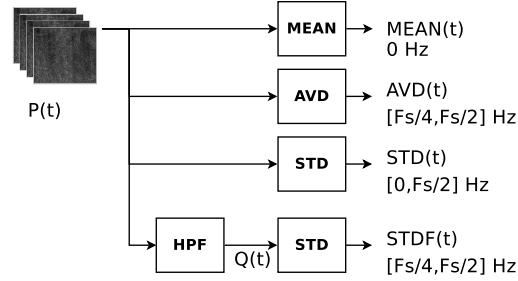 MEAN
MEAN(t)
0 Hz
P(t)
AVD
AVD(t)
[Fs/4,Fs/2] Hz
STD
STD(t)
[0,Fs/2] Hz
HPF
Q(t)
STD
STDF(t)
[Fs/4,Fs/2] Hz